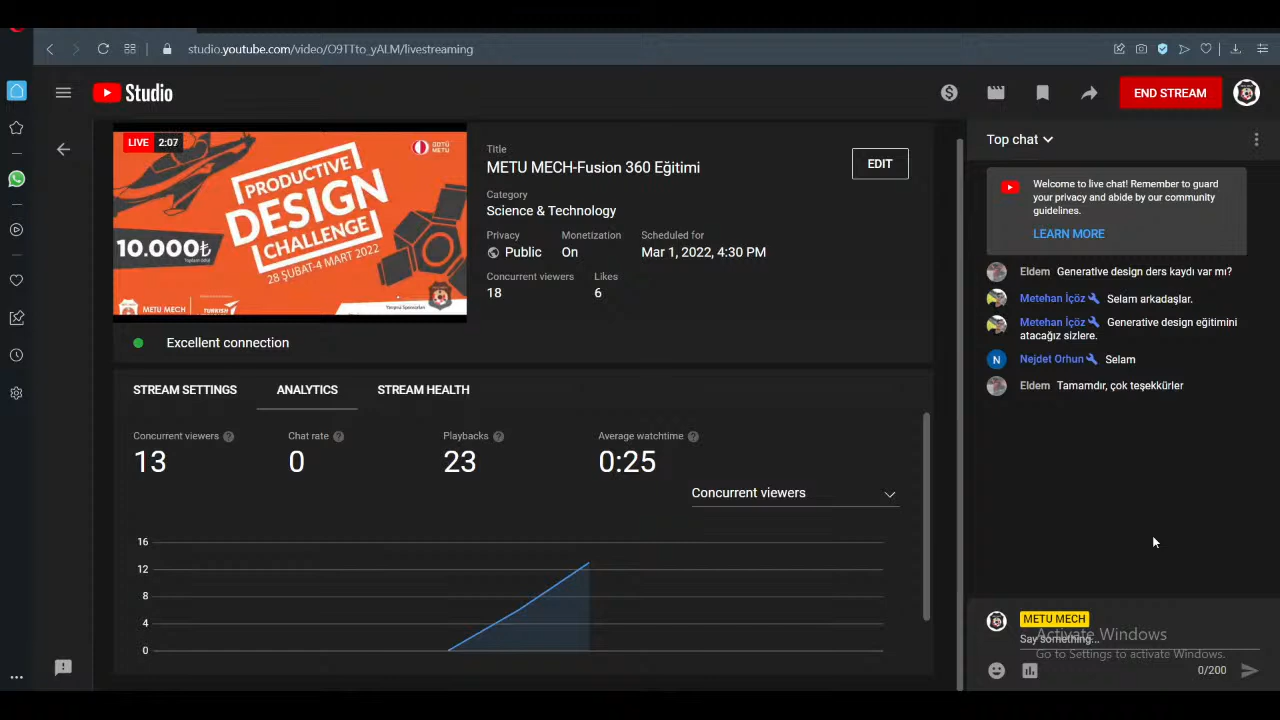 studio.youtube.com/video/O9TTto_yALM/livestreaming
Studio
END STREAM
LIVE 2:07
ODTÜ
METU
PRODUCTIVE
DESIGN
CHALLENGE
10.000₺
28 ŞUBAT-4 MART 2022
METU MECH
TURKISH
Title
METU MECH-Fusion 360 Eğitimi
EDIT
Category
Science & Technology
Privacy Monetization Scheduled for
Public On Mar 1, 2022, 4:30 PM
Concurrent viewers Likes
18 6
Excellent connection
STREAM SETTINGS ANALYTICS STREAM HEALTH
Concurrent viewers Chat rate Playbacks Average watchtime
13 0 23 0:25
Concurrent viewers
16
12
8
4
0
Top chat
Welcome to live chat! Remember to guard
your privacy and abide by our community
guidelines.
LEARN MORE
Eldem Generative design ders kaydı var mı?
Metehan İçöz Selam arkadaşlar.
Metehan İçöz Generative design eğitimini
atacağız sizlere.
N Nejdet Orhun Selam
Eldem Tamamdır, çok teşekkürler
METU MECH
Say something...
Activate Windows
Go to Settings to activate Windows.
0/200